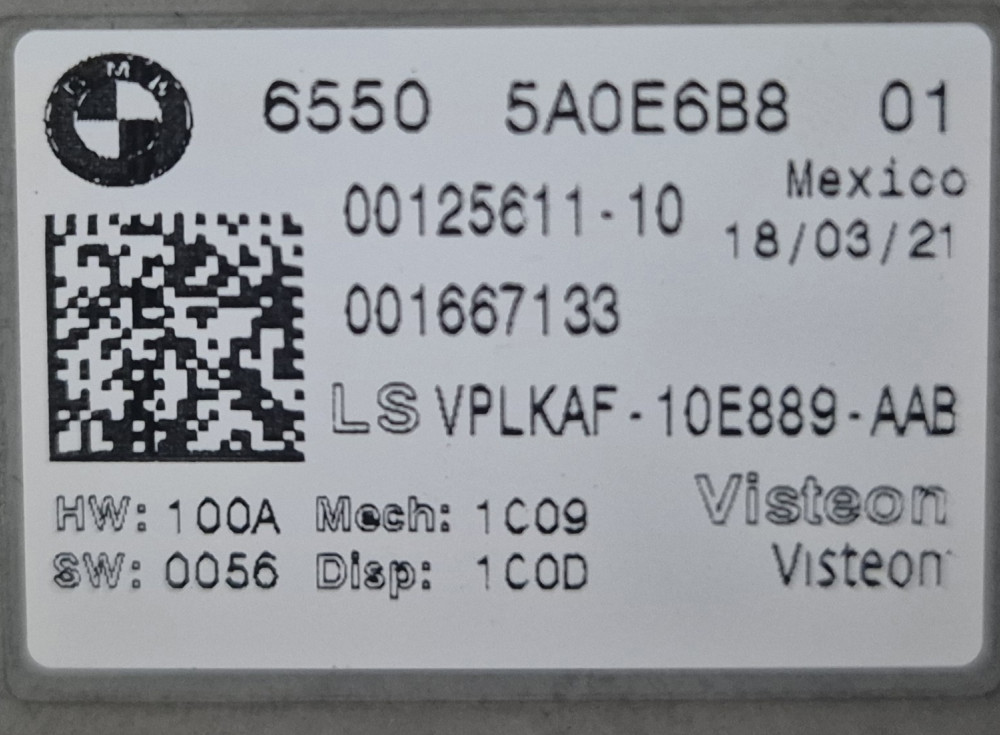 BMW
6550 5A0E6B8 01
Mexico
00125611-10
18/03/21
001667133
LS VPLKAF-10E889-AAB
HW: 100A Mech: 1C09
Visteon
SW: 0056 Disp: 1C0D
Visteon